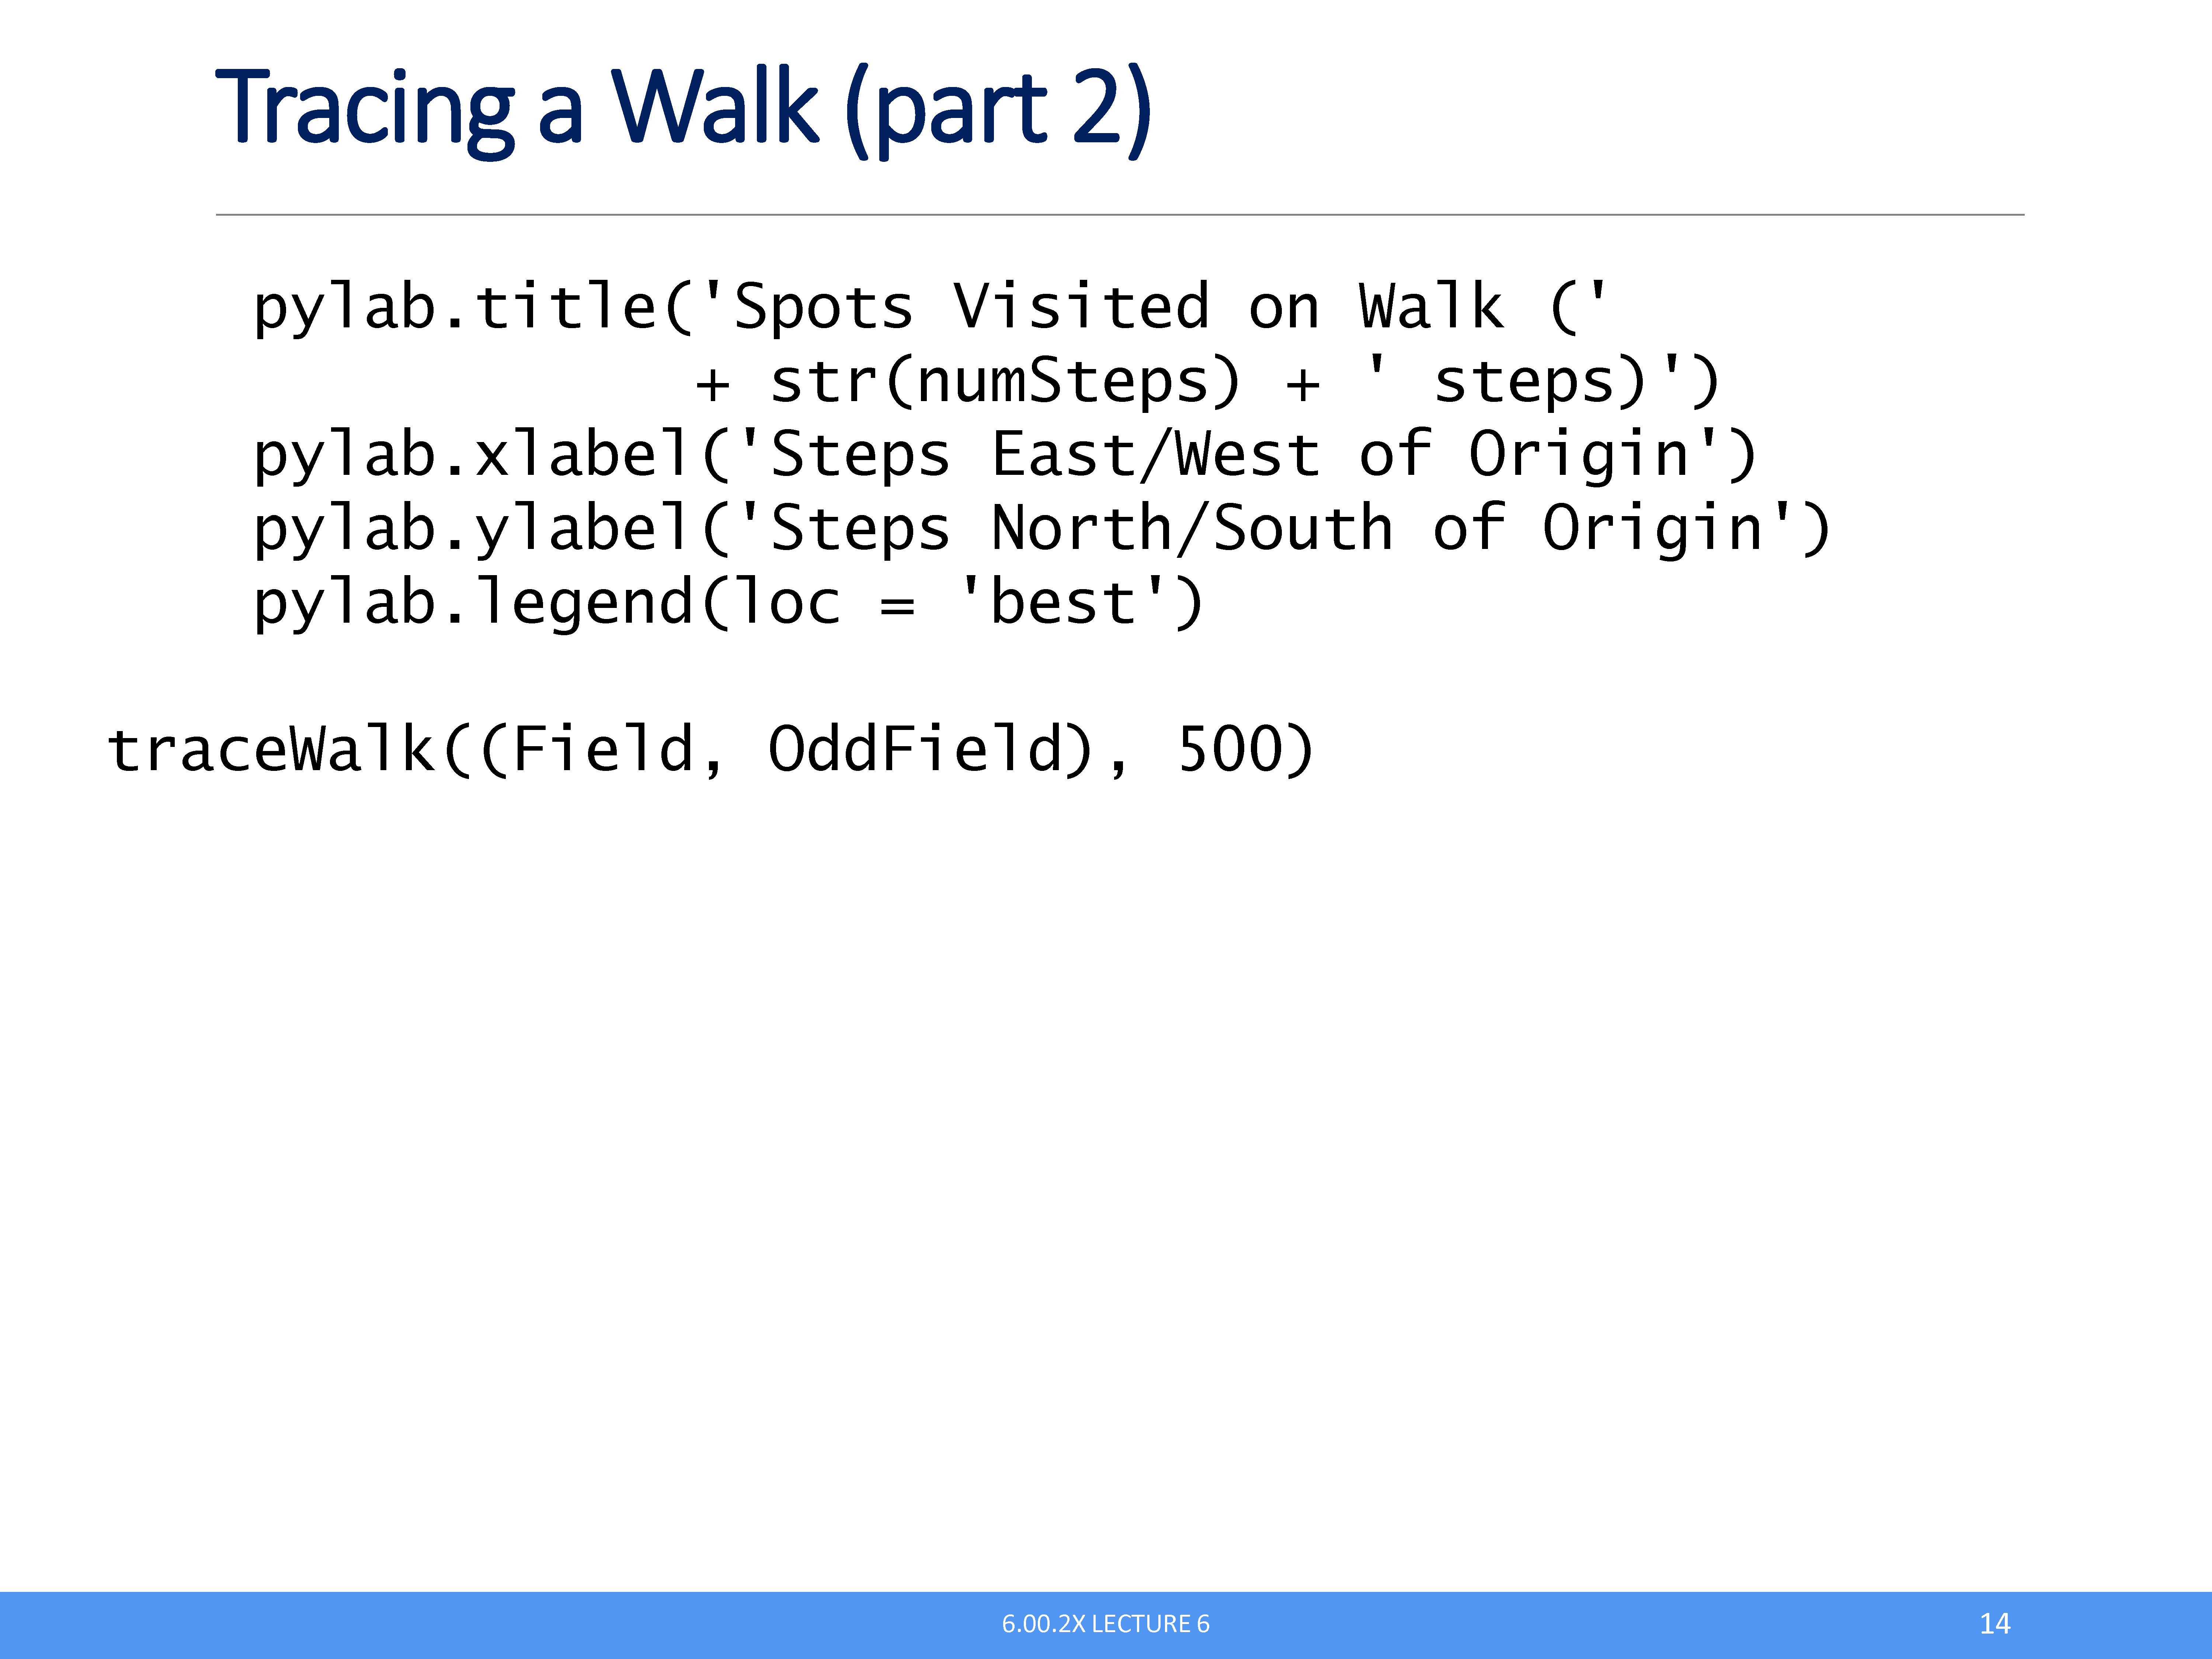 Tracing a Walk (part 2)
    pylab.title('Spots Visited on Walk ('
                + str(numSteps) + ' steps)')
    pylab.xlabel('Steps East/West of Origin')
    pylab.ylabel('Steps North/South of Origin')
    pylab.legend(loc = 'best')
traceWalk((Field, OddField), 500)
6.00.2X LECTURE 6
14